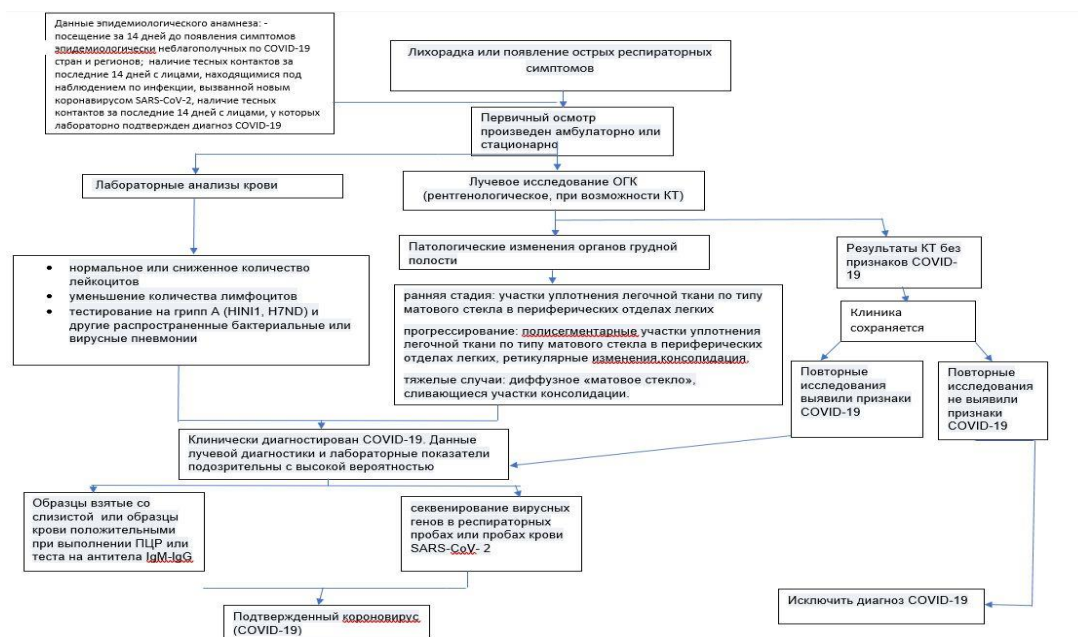 Данные эпидемиологического анамнеза: -
посещение за 14 дней до появления симптомов
эпидемиологически неблагополучных по COVID-19
стран и регионов; наличие тесных контактов за
последние 14 дней с лицами, находящимися под
наблюдением по инфекции, вызванной новым
коронавирусом SARS-CoV-2, наличие тесных
контактов за последние 14 дней с лицами, у которых
лабораторно подтвержден диагноз COVID-19
Лихорадка или появление острых респираторных
симптомов
Первичный осмотр
произведен амбулаторно или
стационарно
Лабораторные анализы крови
Лучевое исследование ОГК
(рентгенологическое, при возможности КТ)
Патологические изменения органов грудной
полости
Результаты КТ без
признаков COVID-
19
• нормальное или сниженное количество
лейкоцитов
• уменьшение количества лимфоцитов
• тестирование на грипп А (HINI1, H7ND) и
другие распространенные бактериальные или
вирусные пневмонии
ранняя стадия: участки уплотнения легочной ткани по типу
матового стекла в периферических отделах легких
прогрессирование: полисегментарные участки уплотнения
легочной ткани по типу матового стекла в периферических
отделах легких, ретикулярные изменения,консолидация,
тяжелые случаи: диффузное «матовое стекло»,
сливающиеся участки консолидации.
Клиника
сохраняется
Повторные
исследования
выявили признаки
COVID-19
Повторные
исследования
не выявили
признаки
COVID-19
Клинически диагностирован COVID-19. Данные
лучевой диагностики и лабораторные показатели
подозрительны с высокой вероятностью
Образцы взятые со
слизистой или образцы
крови положительными
при выполнении ПЦР или
теста на антитела IgM-IgG
секвенирование вирусных
генов в респираторных
пробах или пробах крови
SARS-CoV- 2
Исключить диагноз COVID-19
Подтвержденный короновирус
(COVID-19)